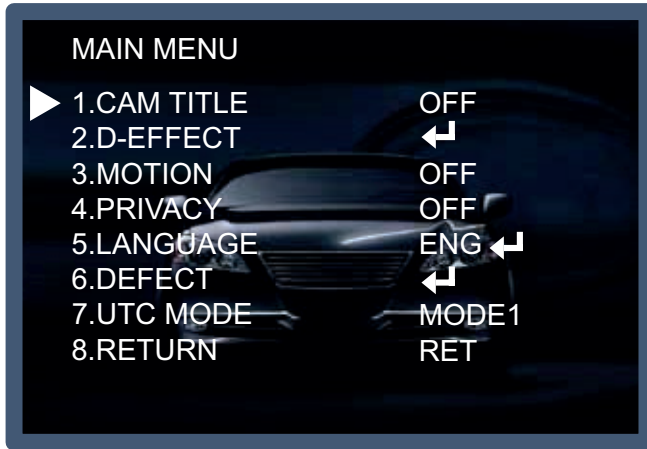 MAIN MENU
1.CAM TITLE OFF
2.D-EFFECT ↵
3.MOTION OFF
4.PRIVACY OFF
5.LANGUAGE ENG ↵
6.DEFECT ↵
7.UTC MODE MODE1
8.RETURN RET